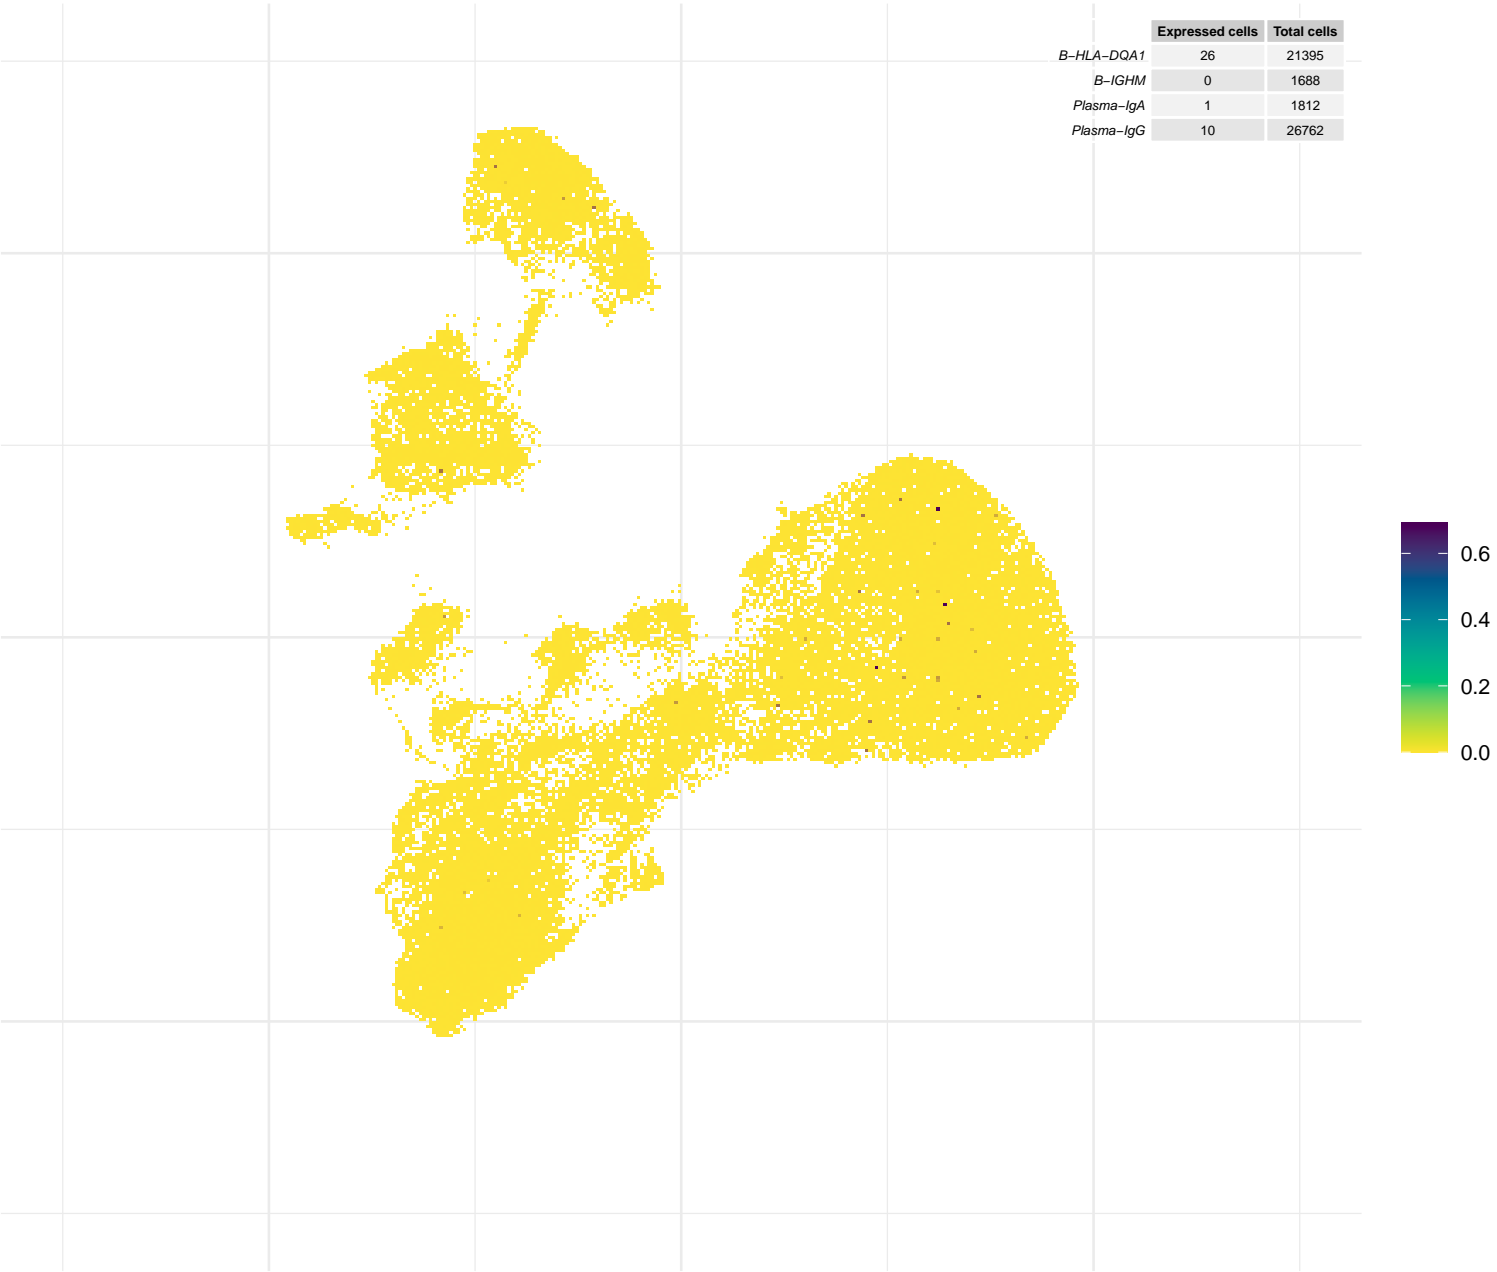 Expressed cells Total cells
B−HLA−DQA1 26 21395
B−IGHM 0 1688
Plasma−IgA 1 1812
Plasma−IgG 10 26762
0.6
0.4
0.2
0.0